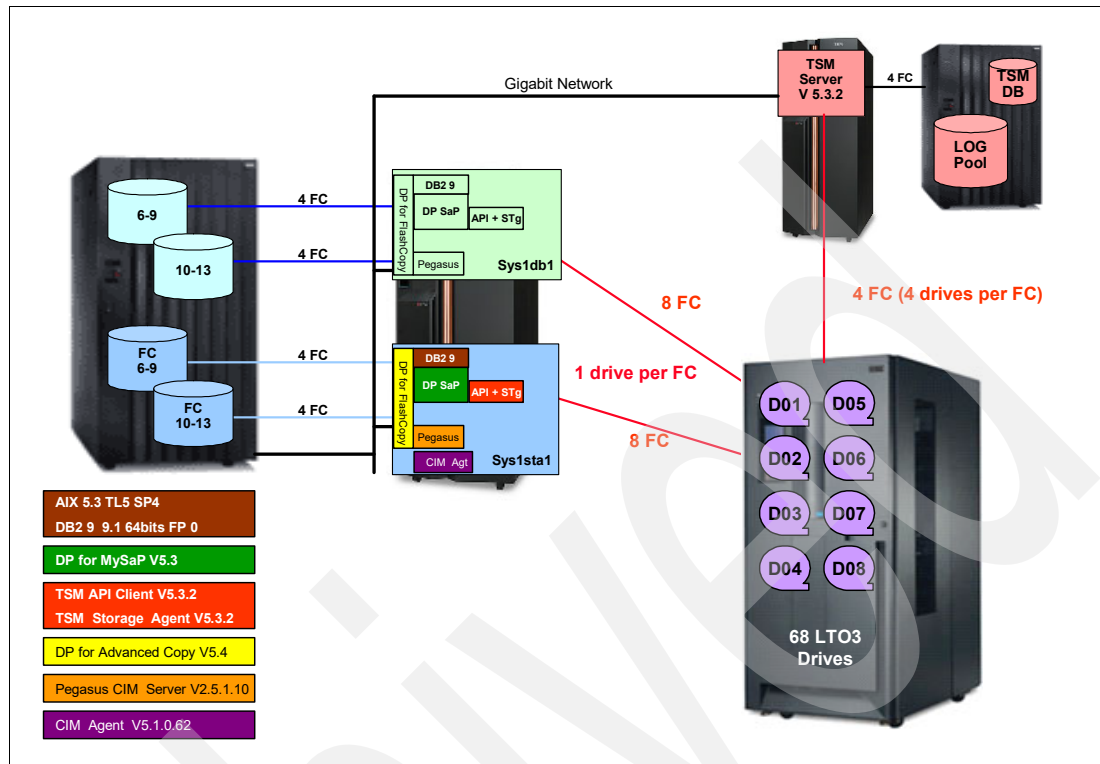 Gigabit Network
TSM
Server
V 5.3.2
4 FC
TSM
DB
LOG
Pool
6-9
4 FC
10-13
4 FC
DP for FlashCopy
DB2 9
DP SaP
API + STg
Pegasus
Sys1db1
8 FC
4 FC (4 drives per FC)
FC
6-9
4 FC
FC
10-13
4 FC
DP for FlashCopy
DB2 9
DP SaP
API + STg
Pegasus
CIM Agt
Sys1sta1
1 drive per FC
8 FC
D01
D05
D02
D06
D03
D07
D04
D08
68 LTO3
Drives
AIX 5.3 TL5 SP4
DB2 9 9.1 64bits FP 0
DP for MySaP V5.3
TSM API Client V5.3.2
TSM Storage Agent V5.3.2
DP for Advanced Copy V5.4
Pegasus CIM Server V2.5.1.10
CIM Agent V5.1.0.62